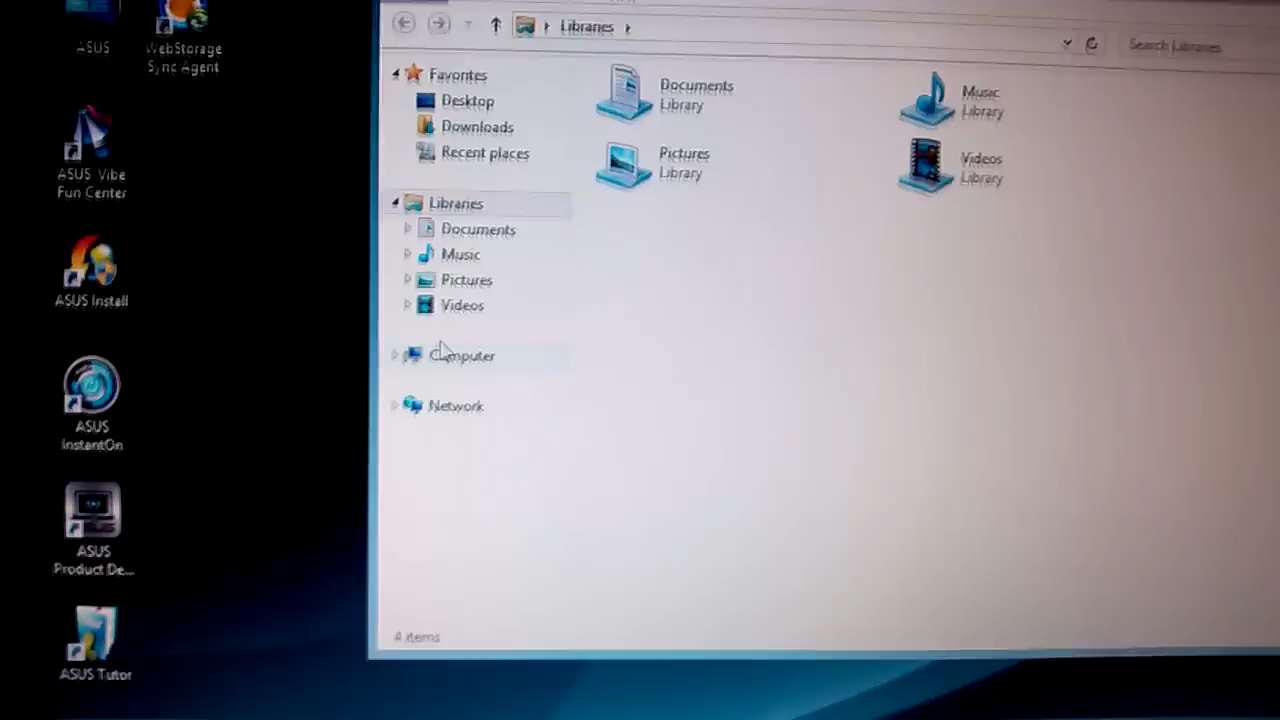 ASUS
WebStorage
Sync Agent
ASUS Vibe
Fun Center
ASUS Install
ASUS
InstantOn
ASUS
Product De...
ASUS Tutor
Libraries
Search Libraries
Favorites
Desktop
Downloads
Recent places
Libraries
Documents
Music
Pictures
Videos
Computer
Network
Documents
Library
Music
Library
Pictures
Library
Videos
Library
4 items